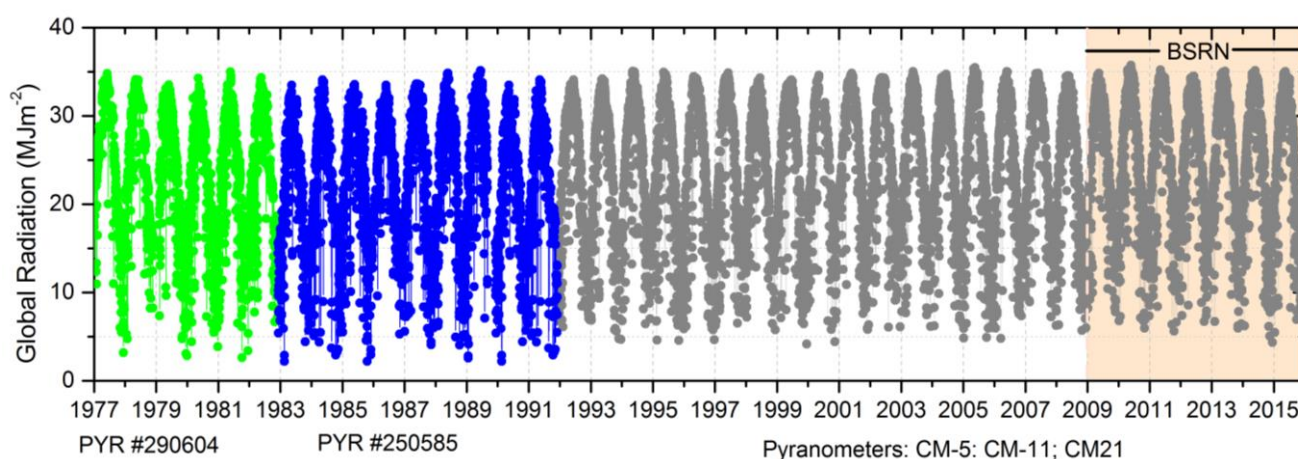 Global Radiation (MJm⁻²)
40
30
20
10
0
BSRN
1977 1979 1981 1983 1985 1987 1989 1991 1993 1995 1997 1999 2001 2003 2005 2007 2009 2011 2013 2015
PYR #290604 PYR #250585 Pyranometers: CM-5: CM-11; CM21